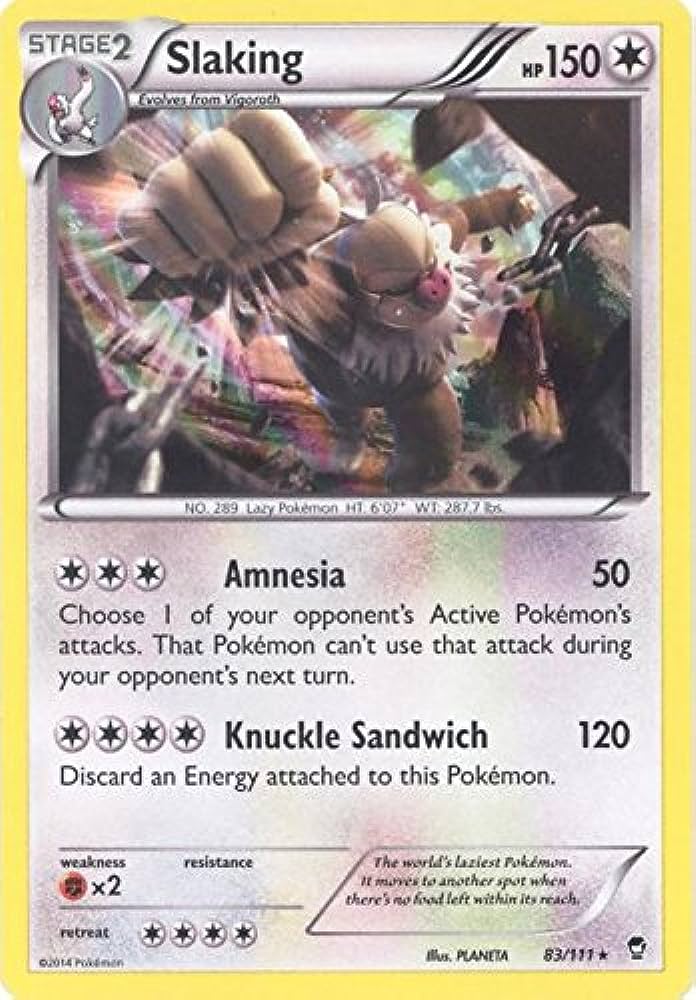 STAGE2
Slaking
HP150
Evolves from Vigoroth
NO. 289 Lazy Pokémon HT: 6'07" WT: 287.7 lbs.
Amnesia 50
Choose 1 of your opponent's Active Pokémon's
attacks. That Pokémon can't use that attack during
your opponent's next turn.
Knuckle Sandwich 120
Discard an Energy attached to this Pokémon.
weakness resistance
×2
The world's laziest Pokémon.
It moves to another spot when
there's no food left within its reach.
retreat
©2014 Pokémon
Illus. PLANETA
83/111 ★